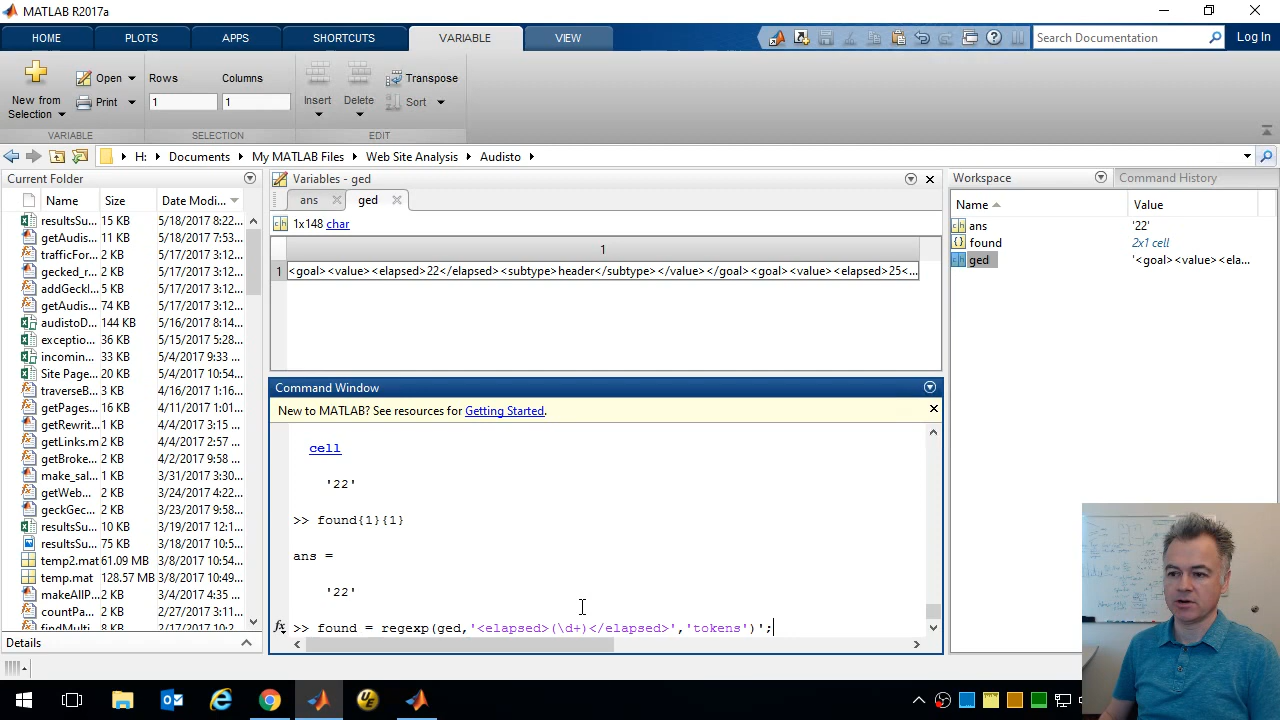 MATLAB R2017a
HOME PLOTS APPS SHORTCUTS VARIABLE VIEW Search Documentation Log In
New from Selection Open Print Rows Columns 1 1 Insert Delete Transpose Sort
VARIABLE SELECTION EDIT
H: Documents My MATLAB Files Web Site Analysis Audisto
Current Folder
Name Size Date Modi...
resultsSu... 15 KB 5/18/2017 8:22...
getAudis... 11 KB 5/18/2017 7:53...
trafficFor... 2 KB 5/17/2017 3:13...
gecked_r... 2 KB 5/17/2017 3:13...
addGeckl... 2 KB 5/17/2017 3:13...
getAudis... 3 KB 5/16/2017 8:36...
audistoD... 144 KB 5/16/2017 8:14...
exceptio... 36 KB 5/15/2017 5:28...
incomin... 33 KB 5/4/2017 9:33 ...
Site Page... 20 KB 5/4/2017 10:54...
traverseB... 3 KB 4/16/2017 1:16...
getPages... 16 KB 4/11/2017 1:01...
getRewrit... 4 KB 4/4/2017 3:15 ...
getLinks.m 2 KB 4/4/2017 2:57 ...
getBroke... 2 KB 4/2/2017 9:58 ...
make_sal... 1 KB 3/31/2017 3:30...
getWeb... 2 KB 3/24/2017 4:22...
geckGec... 2 KB 3/23/2017 9:58...
resultsSu... 10 KB 3/19/2017 12:1...
resultsSu... 75 KB 3/18/2017 10:5...
temp2.mat 61.09 MB 3/8/2017 10:54...
temp.mat 128.57 MB 3/8/2017 10:49...
makeAllP... 3 KB 3/4/2017 4:35 ...
countPa... 2 KB 2/27/2017 3:11...
findMulti...
Details
Variables - ged
ans ged
1x148 char
1
1 <goal><value><elapsed>22</elapsed><subtype>header</subtype></value></goal><goal><value><elapsed>25<...
Command Window
New to MATLAB? See resources for Getting Started.
cell
'22'
>> found{1}{1}
ans =
'22'
fx >> found = regexp(ged,'<elapsed>(\d+)</elapsed>','tokens')';
Workspace Command History
Name Value
ans '22'
found 2x1 cell
ged '<goal><value><ela...